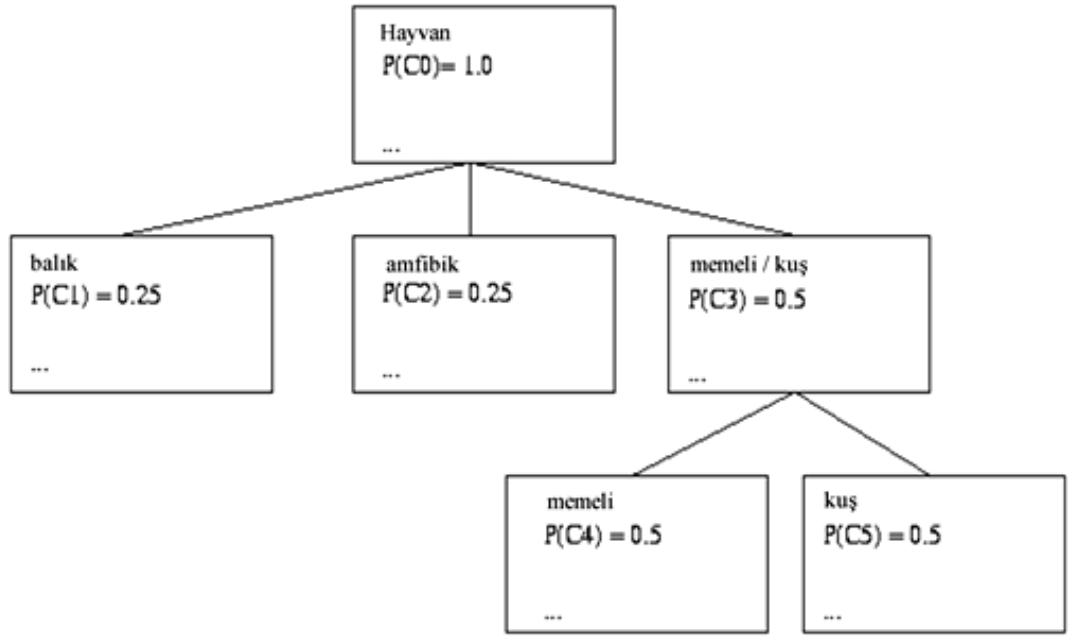 Hayvan
P(C0)= 1.0
...
balık
P(C1) = 0.25
...
amfibik
P(C2) = 0.25
...
memeli / kuş
P(C3) = 0.5
...
memeli
P(C4) = 0.5
...
kuş
P(C5) = 0.5
...